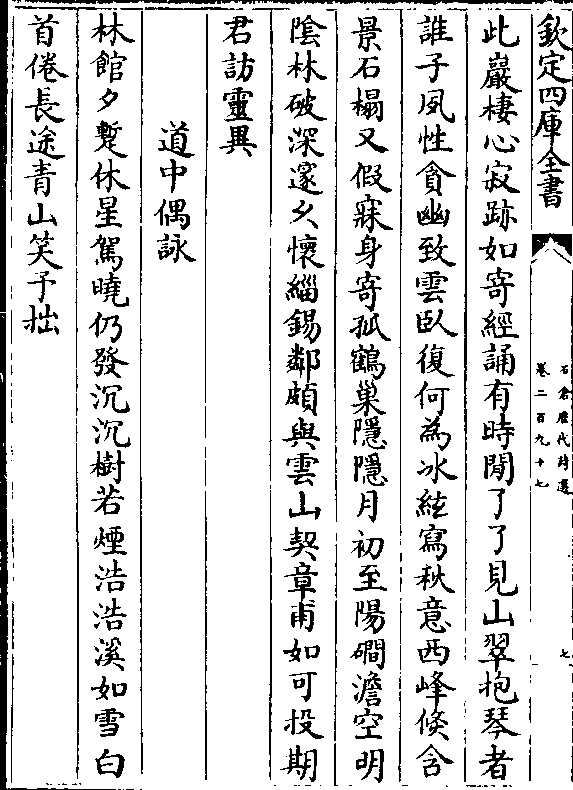 欽定四庫全書
石倉歷代詩選
卷二百九十七
七
此巖棲心寂跡如寄經誦有時閒了了見山翠抱琴者
誰子夙性貪幽致雲臥復何為冰絃寫秋意西峰倐含
景石榻又假寐身寄孤鶴巢隱隱月初至陽磵澹空明
陰林破深邃久懷緇錫鄰頗與雲山契章甫如可投期
君訪靈異
道中偶詠
林館夕蹔休星駕曉仍發沉沉樹若煙浩浩溪如雪白
首倦長途青山笑予拙